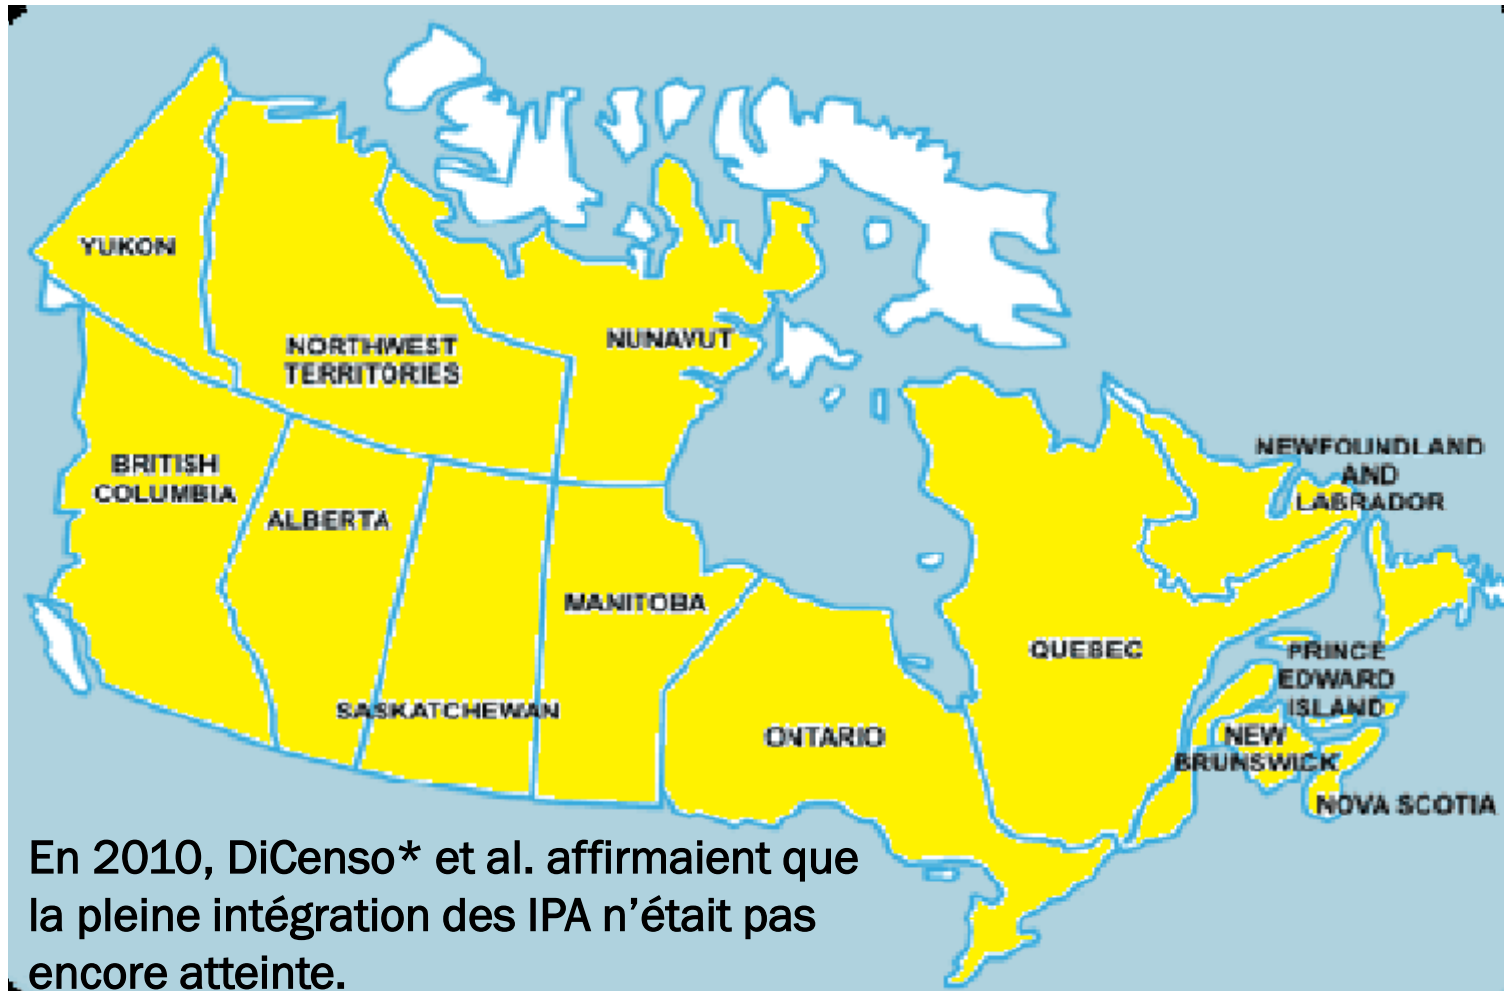 YUKON
NORTHWEST
TERRITORIES
NUNAVUT
BRITISH
COLUMBIA
ALBERTA
NEWFOUNDLAND
AND
LABRADOR
MANITOBA
SASKATCHEWAN
ONTARIO
QUEBEC
PRINCE
EDWARD
ISLAND
NEW
BRUNSWICK
NOVA SCOTIA
En 2010, DiCenso* et al. affirmaient que
la pleine intégration des IPA n’était pas
encore atteinte.